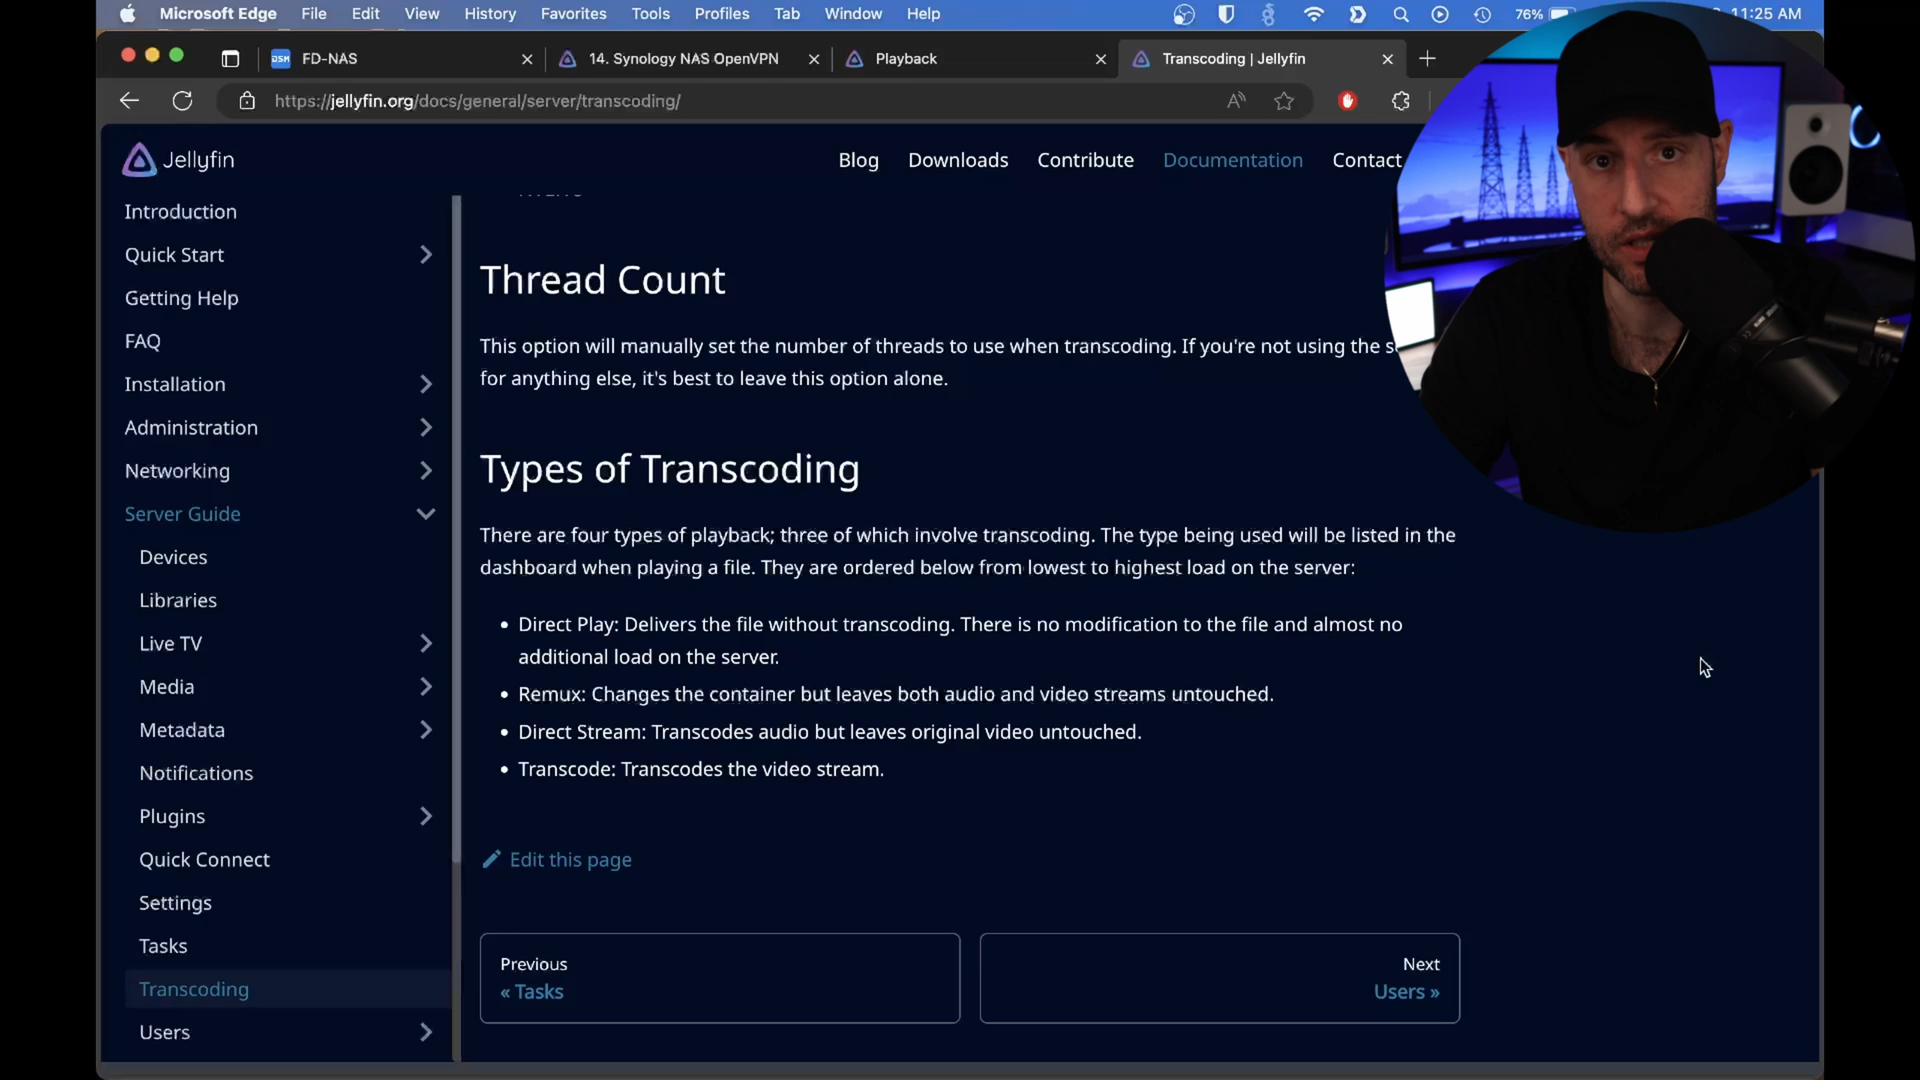 Microsoft Edge File Edit View History Favorites Tools Profiles Tab Window Help 76% 11:25 AM
DSM FD-NAS 14. Synology NAS OpenVPN Playback Transcoding | Jellyfin
https://jellyfin.org/docs/general/server/transcoding/
Jellyfin Blog Downloads Contribute Documentation Contact
Introduction
Quick Start
Getting Help
FAQ
Installation
Administration
Networking
Server Guide
Devices
Libraries
Live TV
Media
Metadata
Notifications
Plugins
Quick Connect
Settings
Tasks
Transcoding
Users
Thread Count
This option will manually set the number of threads to use when transcoding. If you're not using the
for anything else, it's best to leave this option alone.
Types of Transcoding
There are four types of playback; three of which involve transcoding. The type being used will be listed in the
dashboard when playing a file. They are ordered below from lowest to highest load on the server:
• Direct Play: Delivers the file without transcoding. There is no modification to the file and almost no
additional load on the server.
• Remux: Changes the container but leaves both audio and video streams untouched.
• Direct Stream: Transcodes audio but leaves original video untouched.
• Transcode: Transcodes the video stream.
Edit this page
Previous
« Tasks
Next
Users »